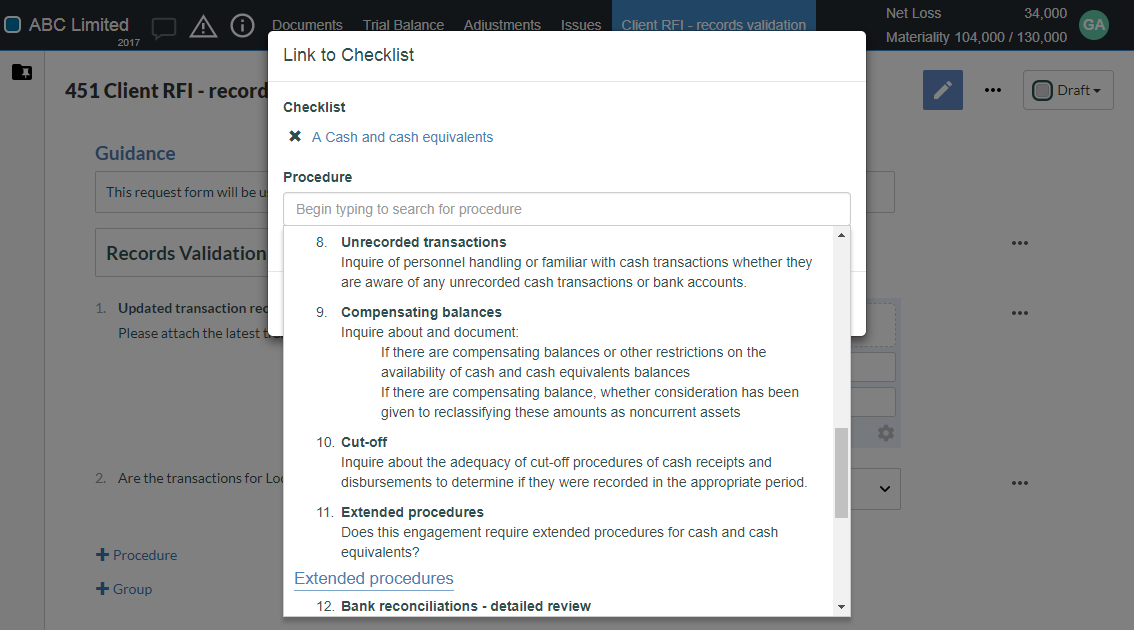 ABC Limited
2017
Documents Trial Balance Adjustments Issues Client RFI - records validation
Net Loss 34,000
Materiality 104,000 / 130,000
GA
Link to Checklist
451 Client RFI - record
Draft
Checklist
A Cash and cash equivalents
Guidance
Procedure
This request form will be
Begin typing to search for procedure
Records Validation
8. Unrecorded transactions
Inquire of personnel handling or familiar with cash transactions whether they
are aware of any unrecorded cash transactions or bank accounts.
1. Updated transaction rec
Please attach the latest
9. Compensating balances
Inquire about and document:
If there are compensating balances or other restrictions on the
availability of cash and cash equivalents balances
If there are compensating balance, whether consideration has been
given to reclassifying these amounts as noncurrent assets
10. Cut-off
Inquire about the adequacy of cut-off procedures of cash receipts and
disbursements to determine if they were recorded in the appropriate period.
2. Are the transactions for Loc
11. Extended procedures
Does this engagement require extended procedures for cash and cash
equivalents?
Procedure
Group
Extended procedures
12. Bank reconciliations - detailed review